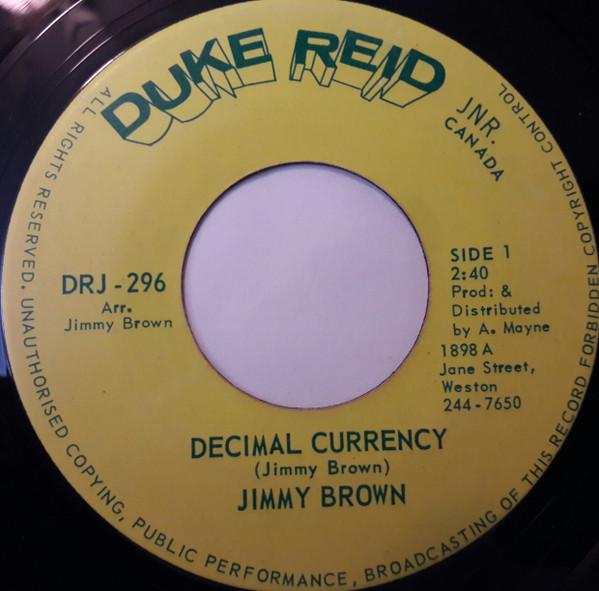 DUKE REID
JNR.
CANADA
DRJ-296
Arr.
Jimmy Brown
SIDE 1
2:40
Prod: &
Distributed
by A. Mayne
1898 A
Jane Street,
Weston
244-7650
DECIMAL CURRENCY
(Jimmy Brown)
JIMMY BROWN
ALL RIGHTS RESERVED. UNAUTHORISED COPYING, PUBLIC PERFORMANCE, BROADCASTING OF THIS RECORD FORBIDDEN COPYRIGHT CONTROL